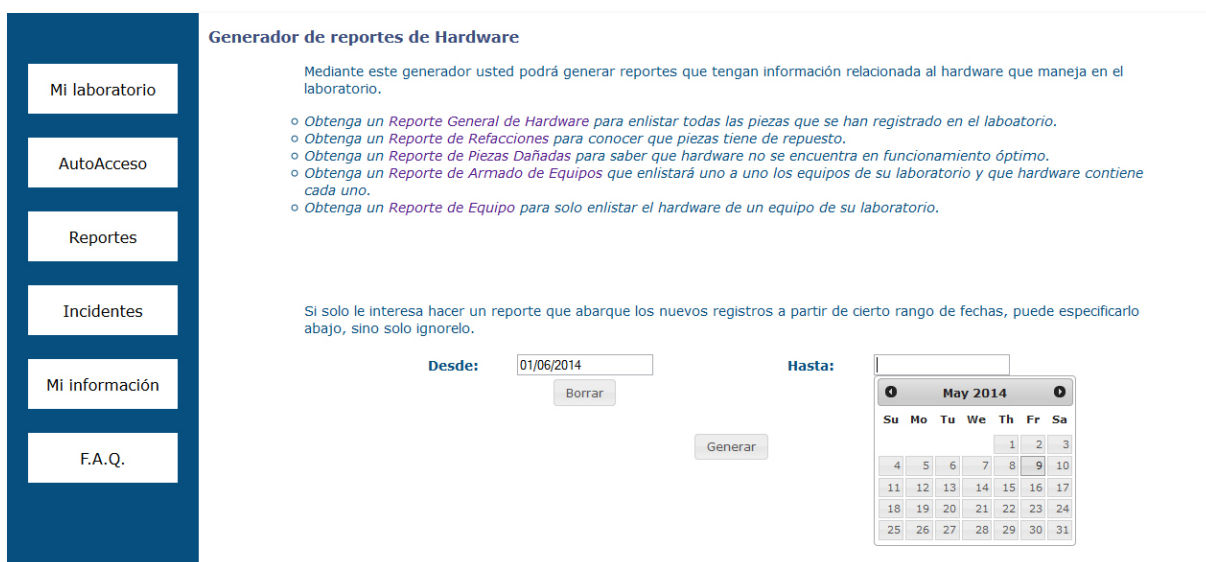 Generador de reportes de Hardware
Mi laboratorio
AutoAcceso
Reportes
Incidentes
Mi información
F.A.Q.
Mediante este generador usted podrá generar reportes que tengan información relacionada al hardware que maneja en el
laboratorio.
Obtenga un Reporte General de Hardware para enlistar todas las piezas que se han registrado en el laboatorio.
Obtenga un Reporte de Refacciones para conocer que piezas tiene de repuesto.
Obtenga un Reporte de Piezas Dañadas para saber que hardware no se encuentra en funcionamiento óptimo.
Obtenga un Reporte de Armado de Equipos que enlistará uno a uno los equipos de su laboratorio y que hardware contiene
cada uno.
Obtenga un Reporte de Equipo para solo enlistar el hardware de un equipo de su laboratorio.
Si solo le interesa hacer un reporte que abarque los nuevos registros a partir de cierto rango de fechas, puede especificarlo
abajo, sino solo ignorelo.
Desde: 01/06/2014 Hasta:
Borrar
Generar
May 2014
Su Mo Tu We Th Fr Sa
1 2 3
4 5 6 7 8 9 10
11 12 13 14 15 16 17
18 19 20 21 22 23 24
25 26 27 28 29 30 31